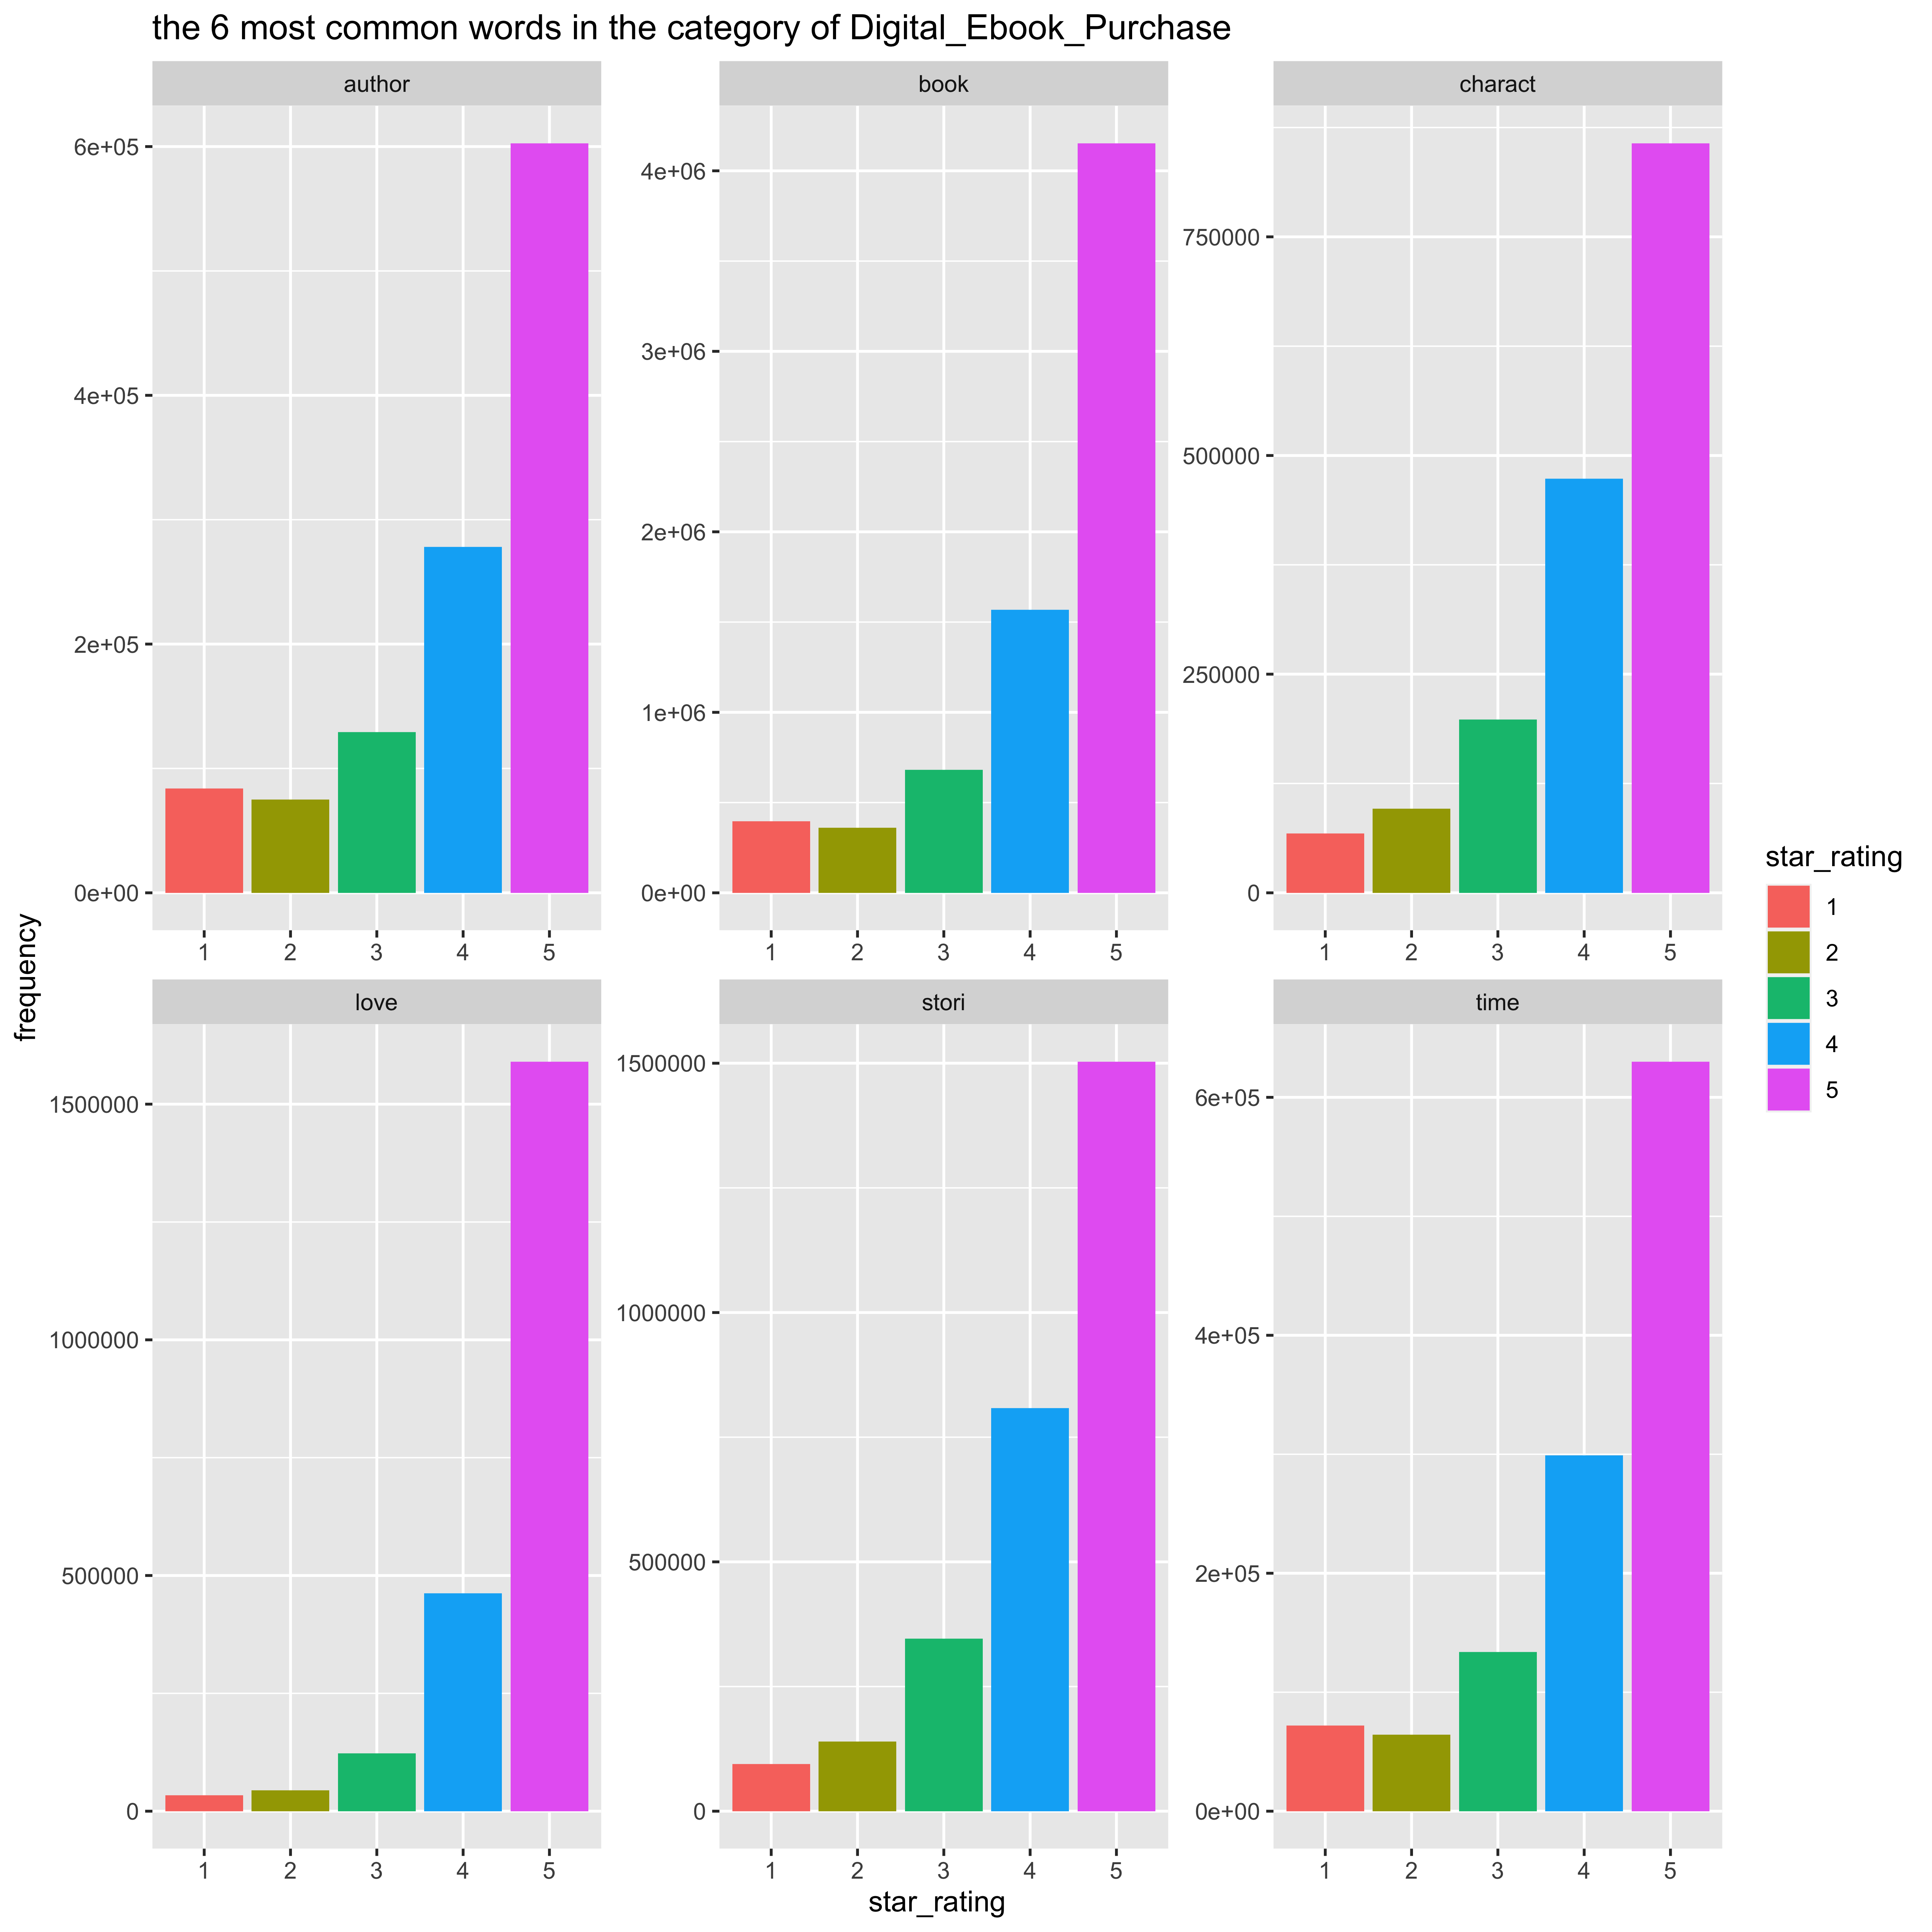 the 6 most common words in the category of Digital_Ebook_Purchase
author
book
charact
6e+05
4e+05
2e+05
0e+00
4e+06
3e+06
2e+06
1e+06
0e+00
750000
500000
250000
0
1 2 3 4 5
1 2 3 4 5
1 2 3 4 5
love
stori
time
1500000
1000000
500000
0
1500000
1000000
500000
0
6e+05
4e+05
2e+05
0e+00
1 2 3 4 5
1 2 3 4 5
1 2 3 4 5
frequency
star_rating
star_rating
1
2
3
4
5